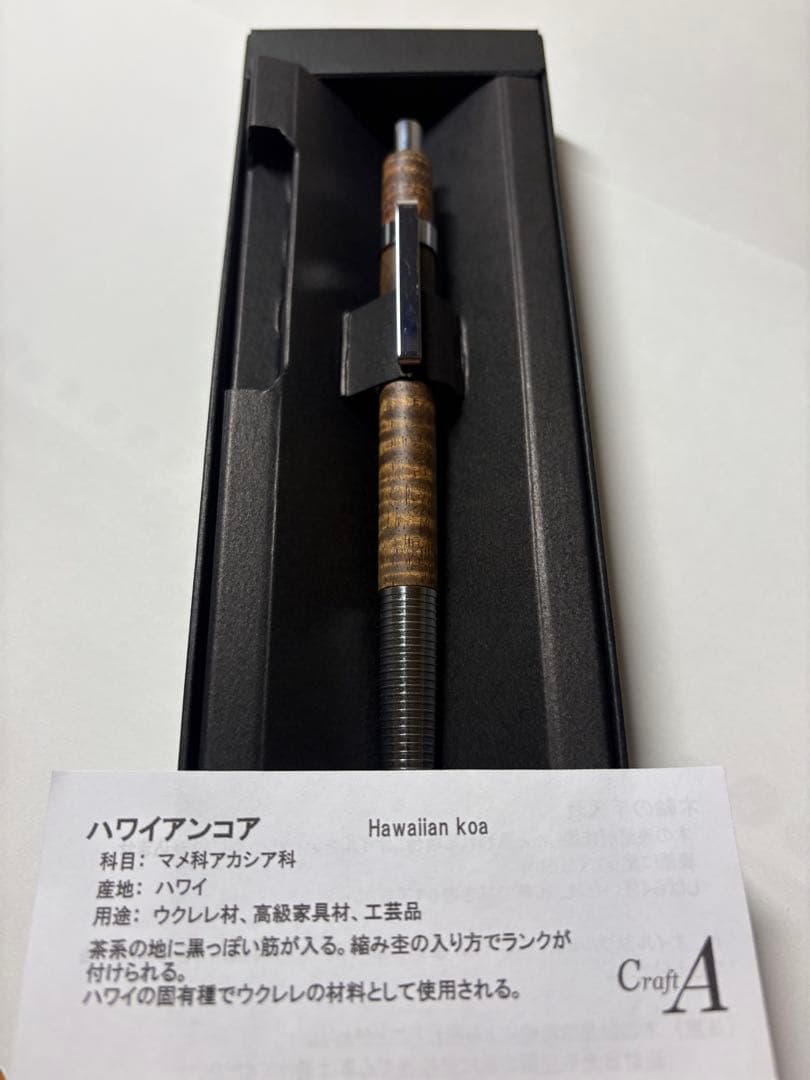 ハワイアンコア Hawaiian koa
科目： マメ科アカシア科
産地： ハワイ
用途： ウクレレ材、高級家具材、工芸品
茶系の地に黒っぽい筋が入る。縮み杢の入り方でランクが
付けられる。
ハワイの固有種でウクレレの材料として使用される。
Craft A